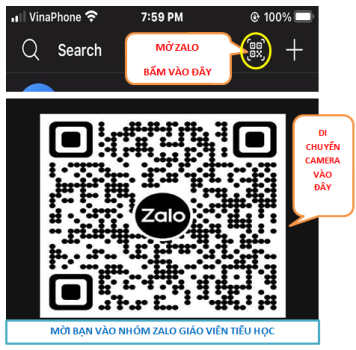 VinaPhone
7:59 PM
100%
Search
MỞ ZALO
BẤM VÀO ĐÂY
DI
CHUYỂN
CAMERA
VÀO
ĐÂY
Zalo
MỜI BẠN VÀO NHÓM ZALO GIÁO VIÊN TIỂU HỌC